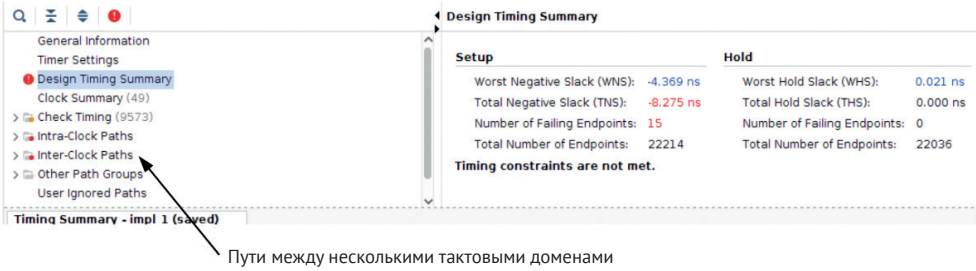 Design Timing Summary
General Information
Timer Settings
Design Timing Summary
Clock Summary (49)
Check Timing (9573)
Intra-Clock Paths
Inter-Clock Paths
Other Path Groups
User Ignored Paths
Setup Hold
Worst Negative Slack (WNS): -4.369 ns Worst Hold Slack (WHS): 0.021 ns
Total Negative Slack (TNS): -8.275 ns Total Hold Slack (THS): 0.000 ns
Number of Failing Endpoints: 15 Number of Failing Endpoints: 0
Total Number of Endpoints: 22214 Total Number of Endpoints: 22036
Timing constraints are not met.
Timing Summary - impl 1 (saved)
Пути между несколькими тактовыми доменами